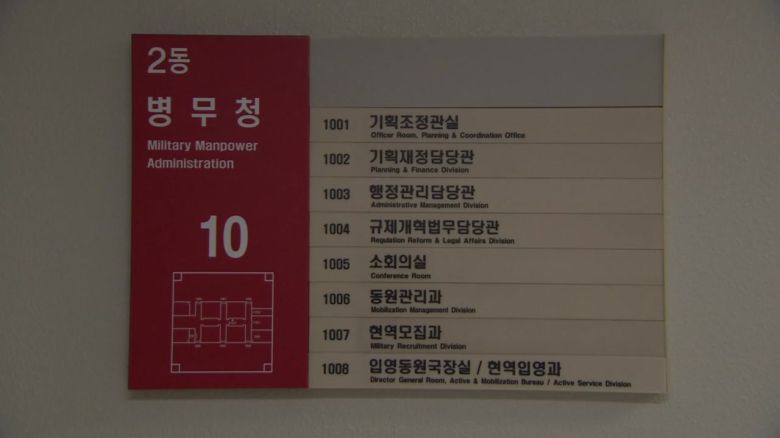 2동
병무청
Military Manpower
Administration
10
1001 기획조정관실
Officer Room, Planning & Coordination Office
1002 기획재정담당관
Planning & Finance Division
1003 행정관리담당관
Administrative Management Division
1004 규제개혁법무담당관
Regulation Reform & Legal Affairs Division
1005 소회의실
Conference Room
1006 동원관리과
Mobilization Management Division
1007 현역모집과
Military Recruitment Division
1008 입영동원국장실 / 현역입영과
Director General Room, Active & Mobilization Bureau / Active Service Division